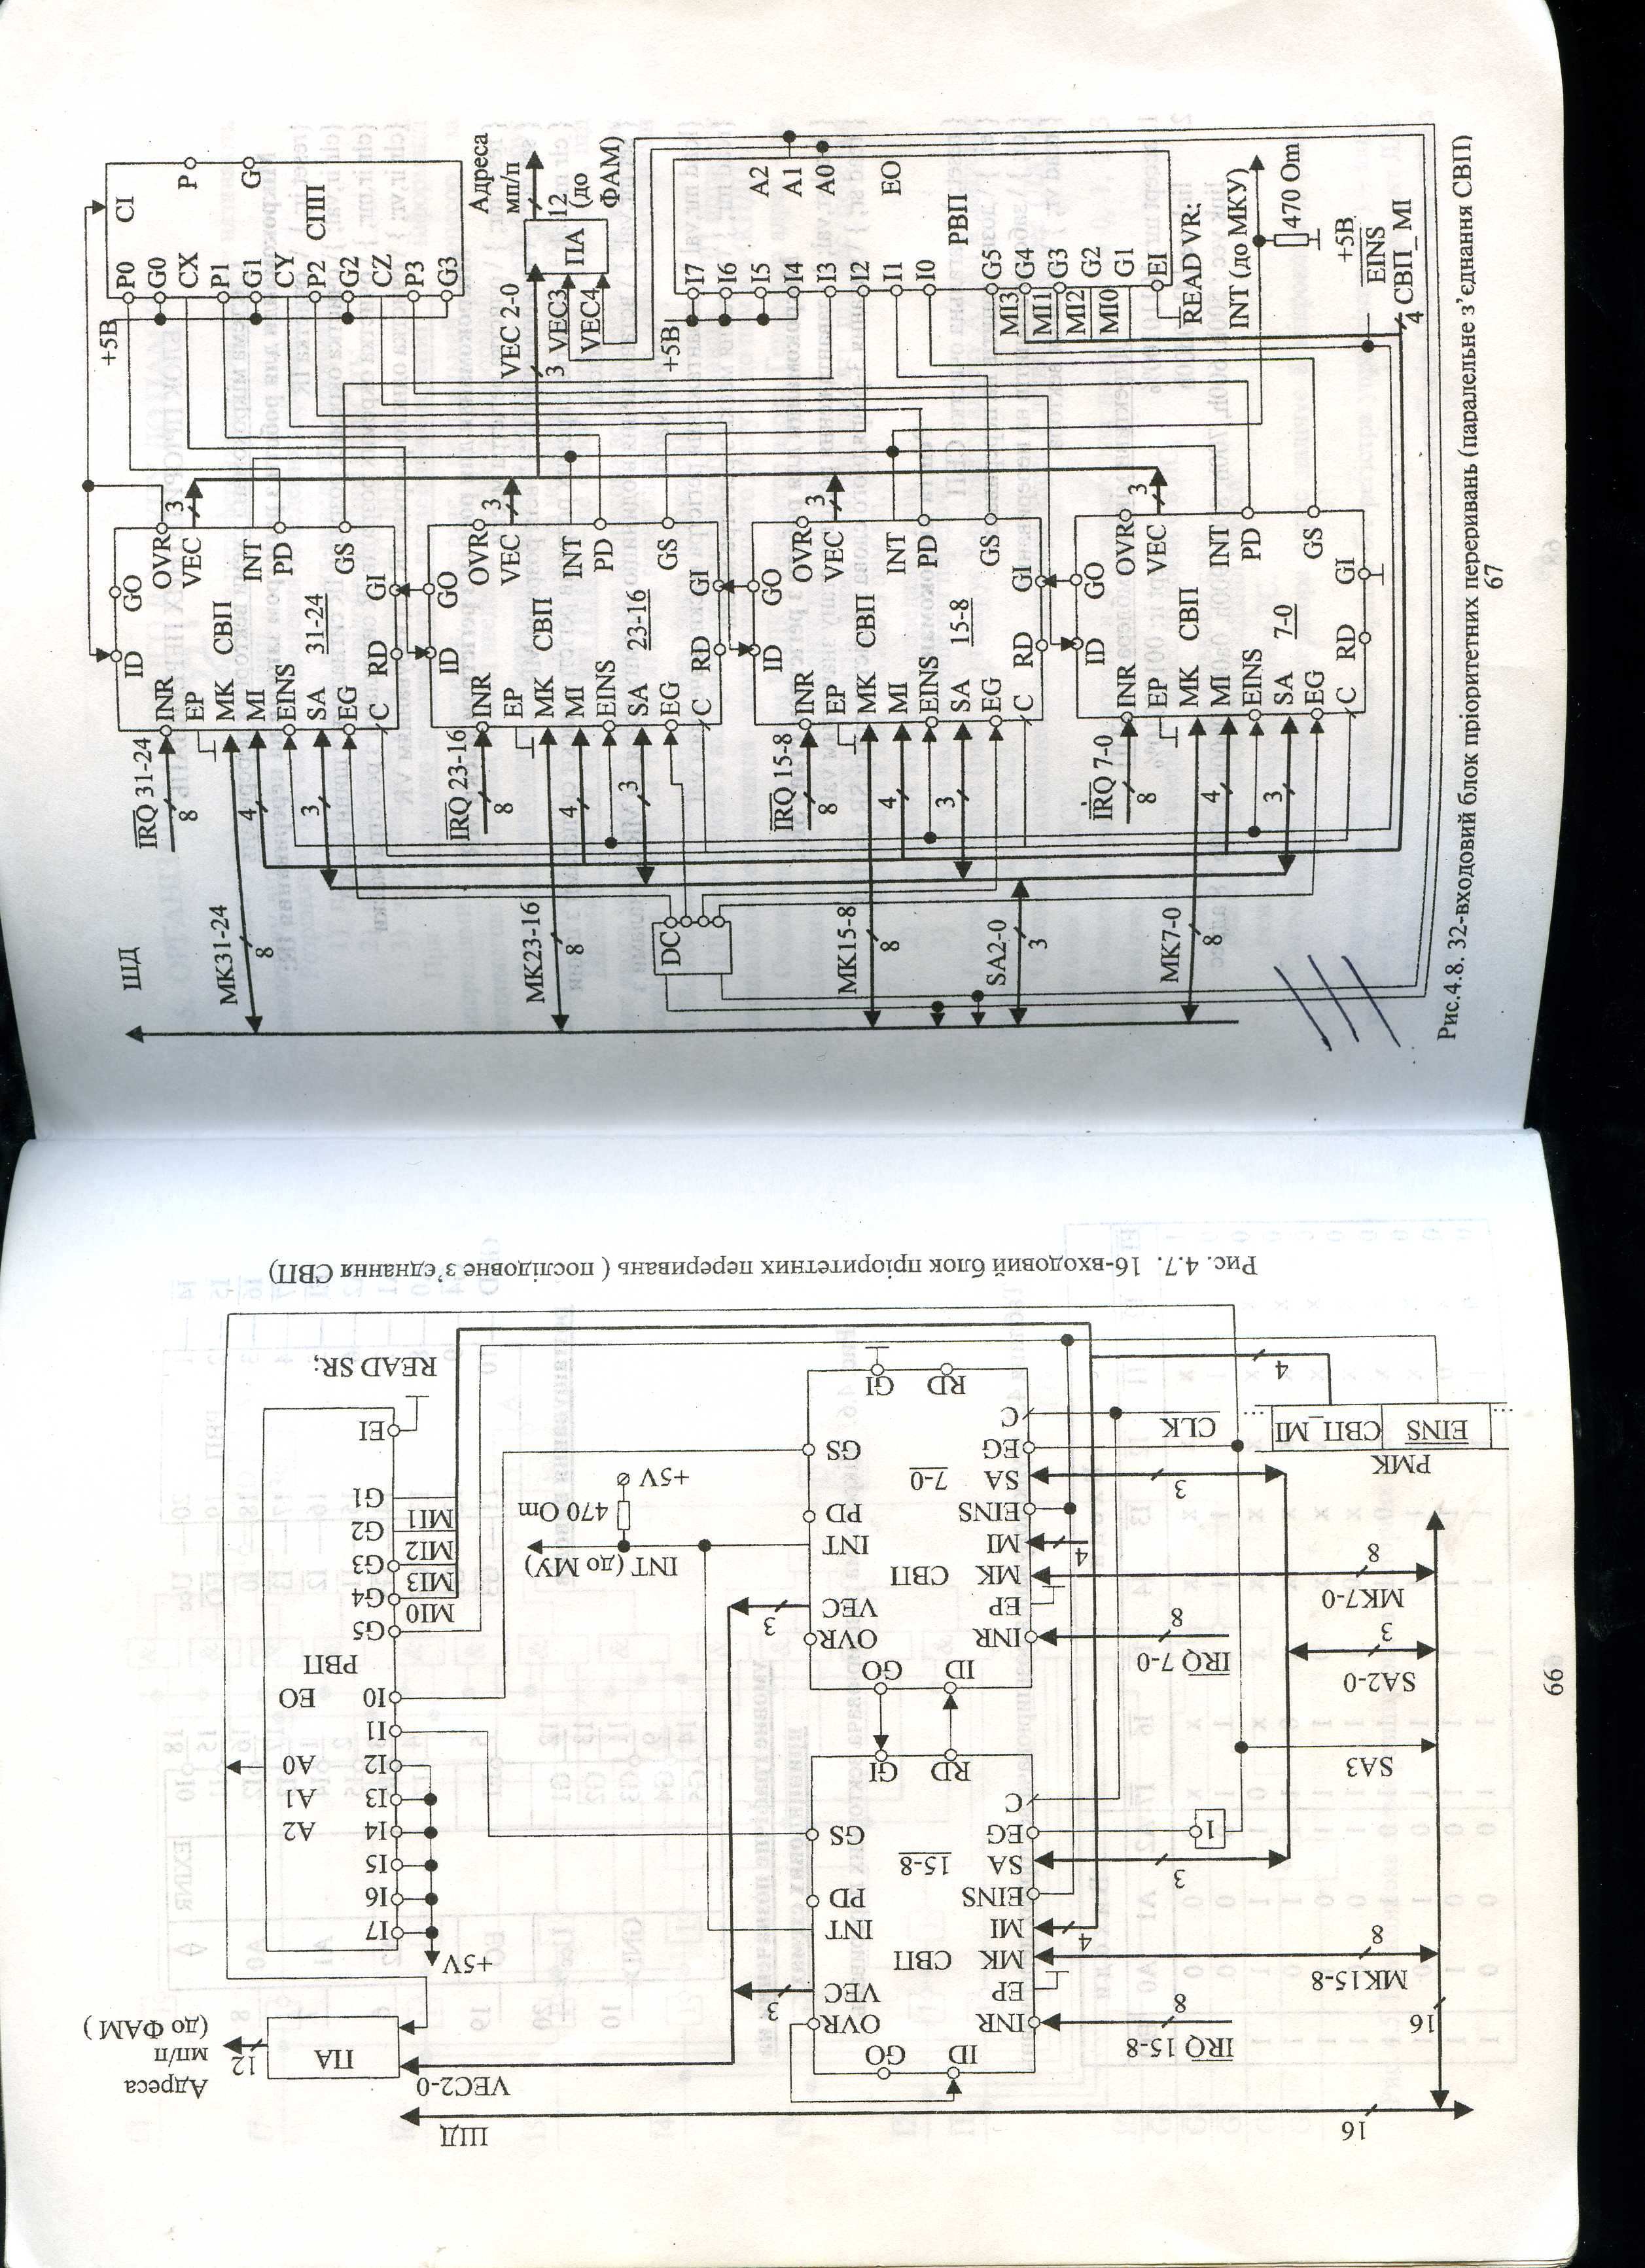 ШД
16
16
VEC2-0
Адреса
мп/п
(до ФАМ )
12
ПА
IRQ 15-8
8
INR
EP
MK
MI
EINS
SA
EG
C
ID
GO
OVR
VEC
СВП
INT
PD
15-8
GS
RD
GI
3
MK15-8
8
4
3
1
SA3
SA2-0
3
IRQ 7-0
8
INR
EP
MK
MI
EINS
SA
EG
C
ID
GO
OVR
VEC
СВП
INT
PD
7-0
GS
RD
GI
3
MK7-0
8
4
3
CLK
РМК
EINS
СВП_MI
4
INT (до МУ)
470 Om
+5V
+5V
I7
I6
I5
I4
I3
I2
I1
I0
A2
A1
A0
EO
РВП
G5
G4
G3
G2
G1
EI
MI0
MI3
MI2
MI1
READ SR;
Рис. 4.7. 16-входовий блок пріоритетних переривань ( послідовне з’єднання СВП)
66
ШД
MK31-24
8
MK23-16
8
MK15-8
8
SA2-0
3
MK7-0
8
DC
IRQ 31-24
8
4
3
INR
EP
MK
MI
EINS
SA
EG
C
ID
GO
СВП
31-24
RD
GI
OVR
VEC
INT
PD
GS
3
IRQ 23-16
8
4
3
INR
EP
MK
MI
EINS
SA
EG
C
ID
GO
СВП
23-16
RD
GI
OVR
VEC
INT
PD
GS
3
IRQ 15-8
8
4
3
INR
EP
MK
MI
EINS
SA
EG
C
ID
GO
СВП
15-8
RD
GI
OVR
VEC
INT
PD
GS
3
IRQ 7-0
8
4
3
INR
EP
MK
MI
EINS
SA
EG
C
ID
GO
СВП
7-0
RD
GI
OVR
VEC
INT
PD
GS
3
+5В
P0
G0
CX
P1
G1
CY
P2
G2
CZ
P3
G3
CI
СПП
P
G
VEC 2-0
3
VEC3
VEC4
ПА
Адреса
мп/п
12
(до
ФАМ)
+5В
I7
I6
I5
I4
I3
I2
I1
I0
G5
G4
G3
G2
G1
EI
A2
A1
A0
EO
РВП
MI3
MI1
MI2
MI0
READ VR:
INT (до МКУ)
470 Om
+5В
EINS
СВП_MI
4
Рис.4.8. 32-входовий блок пріоритетних переривань (паралельне з’єднання СВП)
67